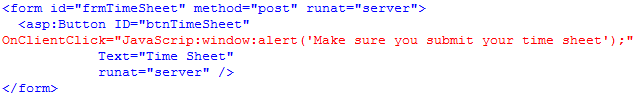 <form id="frmTimeSheet" method="post" runat="server">
<asp:Button ID="btnTimeSheet"
OnClientClick="JavaScrip:window:alert('Make sure you submit your time sheet');"
Text="Time Sheet"
runat="server" />
</form>